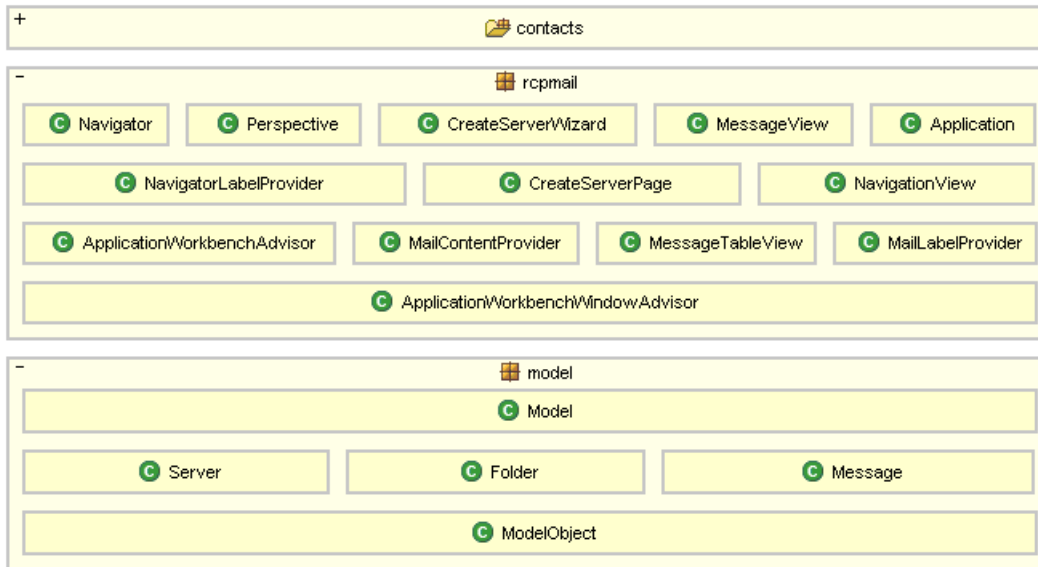 + contacts
- rcpmail
C Navigator C Perspective C CreateServerWizard C MessageView C Application
C NavigatorLabelProvider C CreateServerPage C NavigationView
C ApplicationWorkbenchAdvisor C MailContentProvider C MessageTableView C MailLabelProvider
C ApplicationWorkbenchWindowAdvisor
- model
C Model
C Server C Folder C Message
C ModelObject